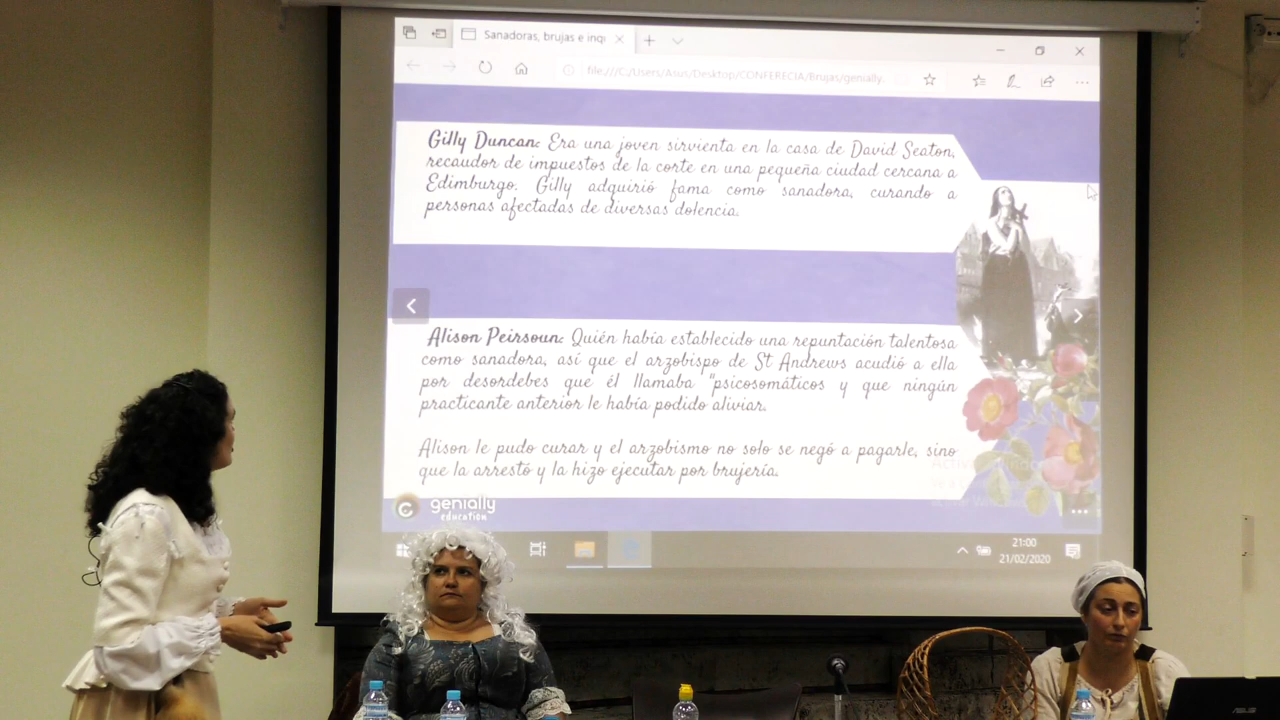 Sanadoras, brujas e inqi
file:///C:/Users/Asus/Desktop/CONFERECIA/Brujas/genially.
Gilly Duncan: Era una joven sirvienta en la casa de David Seaton,
recaudor de impuestos de la corte en una pequeña ciudad cercana a
Edimburgo. Gilly adquirió fama como sanadora, curando a
personas afectadas de diversas dolencia.
Alison Peirsoun: Quién había establecido una repuntación talentosa
como sanadora, así que el arzobispo de St Andrews acudió a ella
por desordebes que él llamaba "psicosomáticos y que ningún
practicante anterior le había podido aliviar.
Alison le pudo curar y el arzobismo no solo se negó a pagarle, sino
que la arrestó y la hizo ejecutar por brujería.
genially
education
21:00
21/02/2020
ASUS